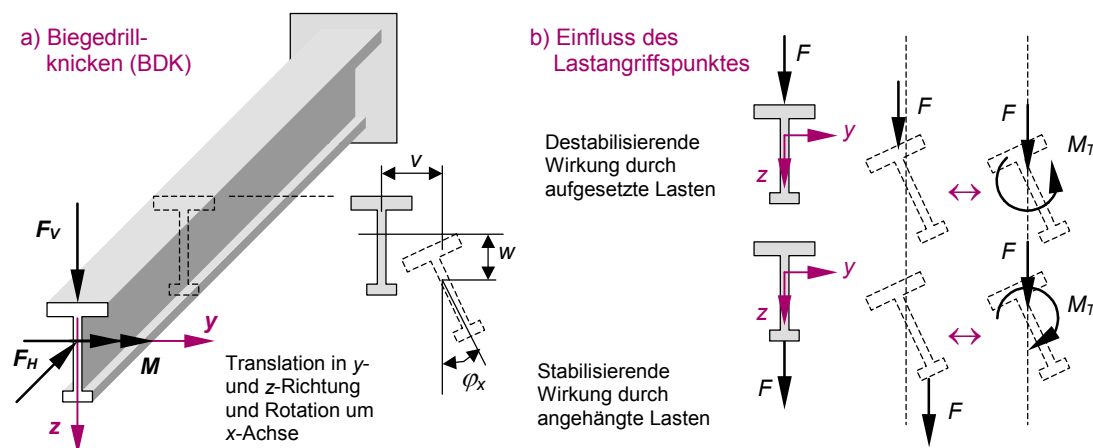 a) Biegedrill-
knicken (BDK)
F_V
F_H
M
y
z
v
w
φ_x
Translation in y-
und z-Richtung
und Rotation um
x-Achse
b) Einfluss des
Lastangriffspunktes
Destabilisierende
Wirkung durch
aufgesetzte Lasten
F
y
z
F
↔
F
M_T
Stabilisierende
Wirkung durch
angehängte Lasten
y
z
F
F
↔
F
M_T